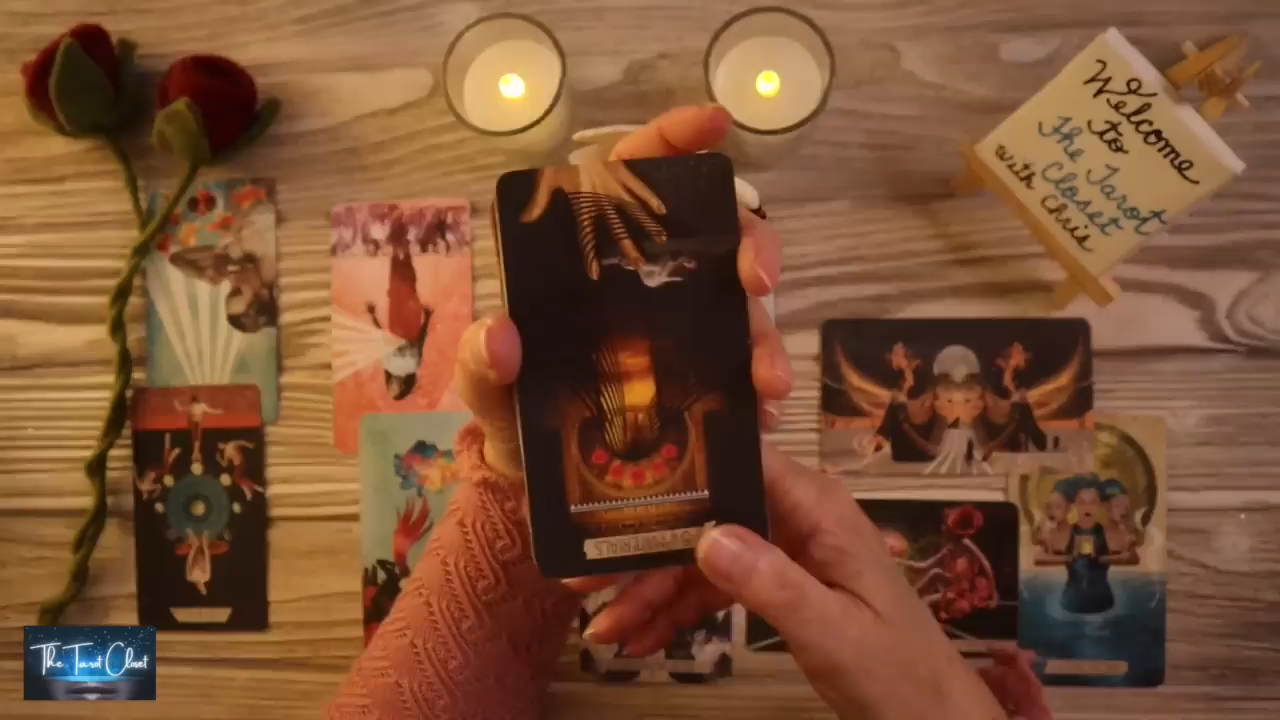 Welcome
to
The Tarot
Closet
with Chris
The Tarot Closet